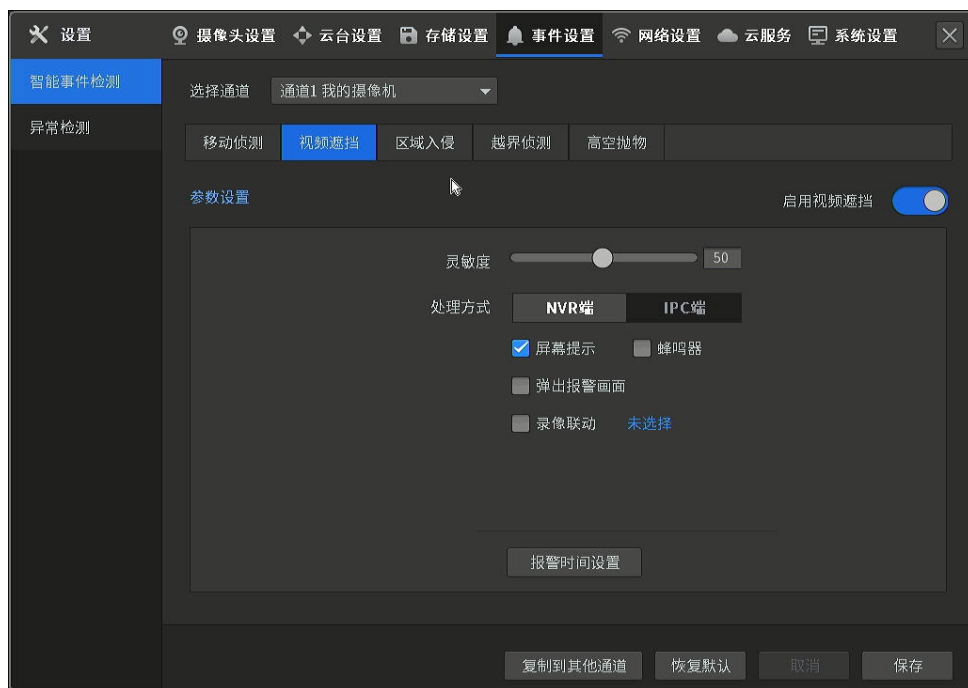 设置 摄像头设置 云台设置 存储设置 事件设置 网络设置 云服务 系统设置
智能事件检测
异常检测
选择通道 通道1 我的摄像机
移动侦测 视频遮挡 区域入侵 越界侦测 高空抛物
参数设置 启用视频遮挡
灵敏度 50
处理方式 NVR端 IPC端
屏幕提示 蜂鸣器
弹出报警画面
录像联动 未选择
报警时间设置
复制到其他通道 恢复默认 取消 保存